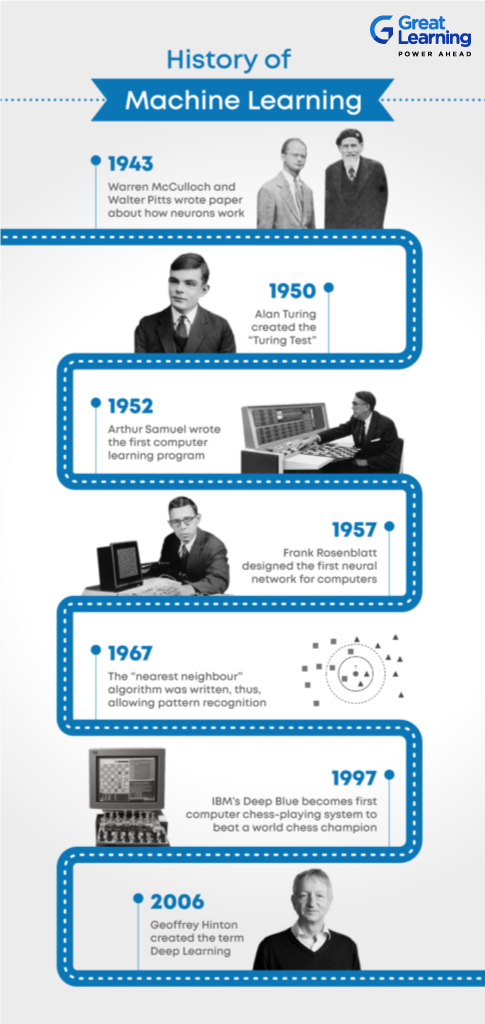 Great
Learning
POWER AHEAD
History of
Machine Learning
1943
Warren McCulloch and
Walter Pitts wrote paper
about how neurons work
1950
Alan Turing
created the
"Turing Test"
1952
Arthur Samuel wrote
the first computer
learning program
1957
Frank Rosenblatt
designed the first neural
network for computers
1967
The "nearest neighbour"
algorithm was written, thus,
allowing pattern recognition
1997
IBM's Deep Blue becomes first
computer chess-playing system to
beat a world chess champion
2006
Geoffrey Hinton
created the term
Deep Learning